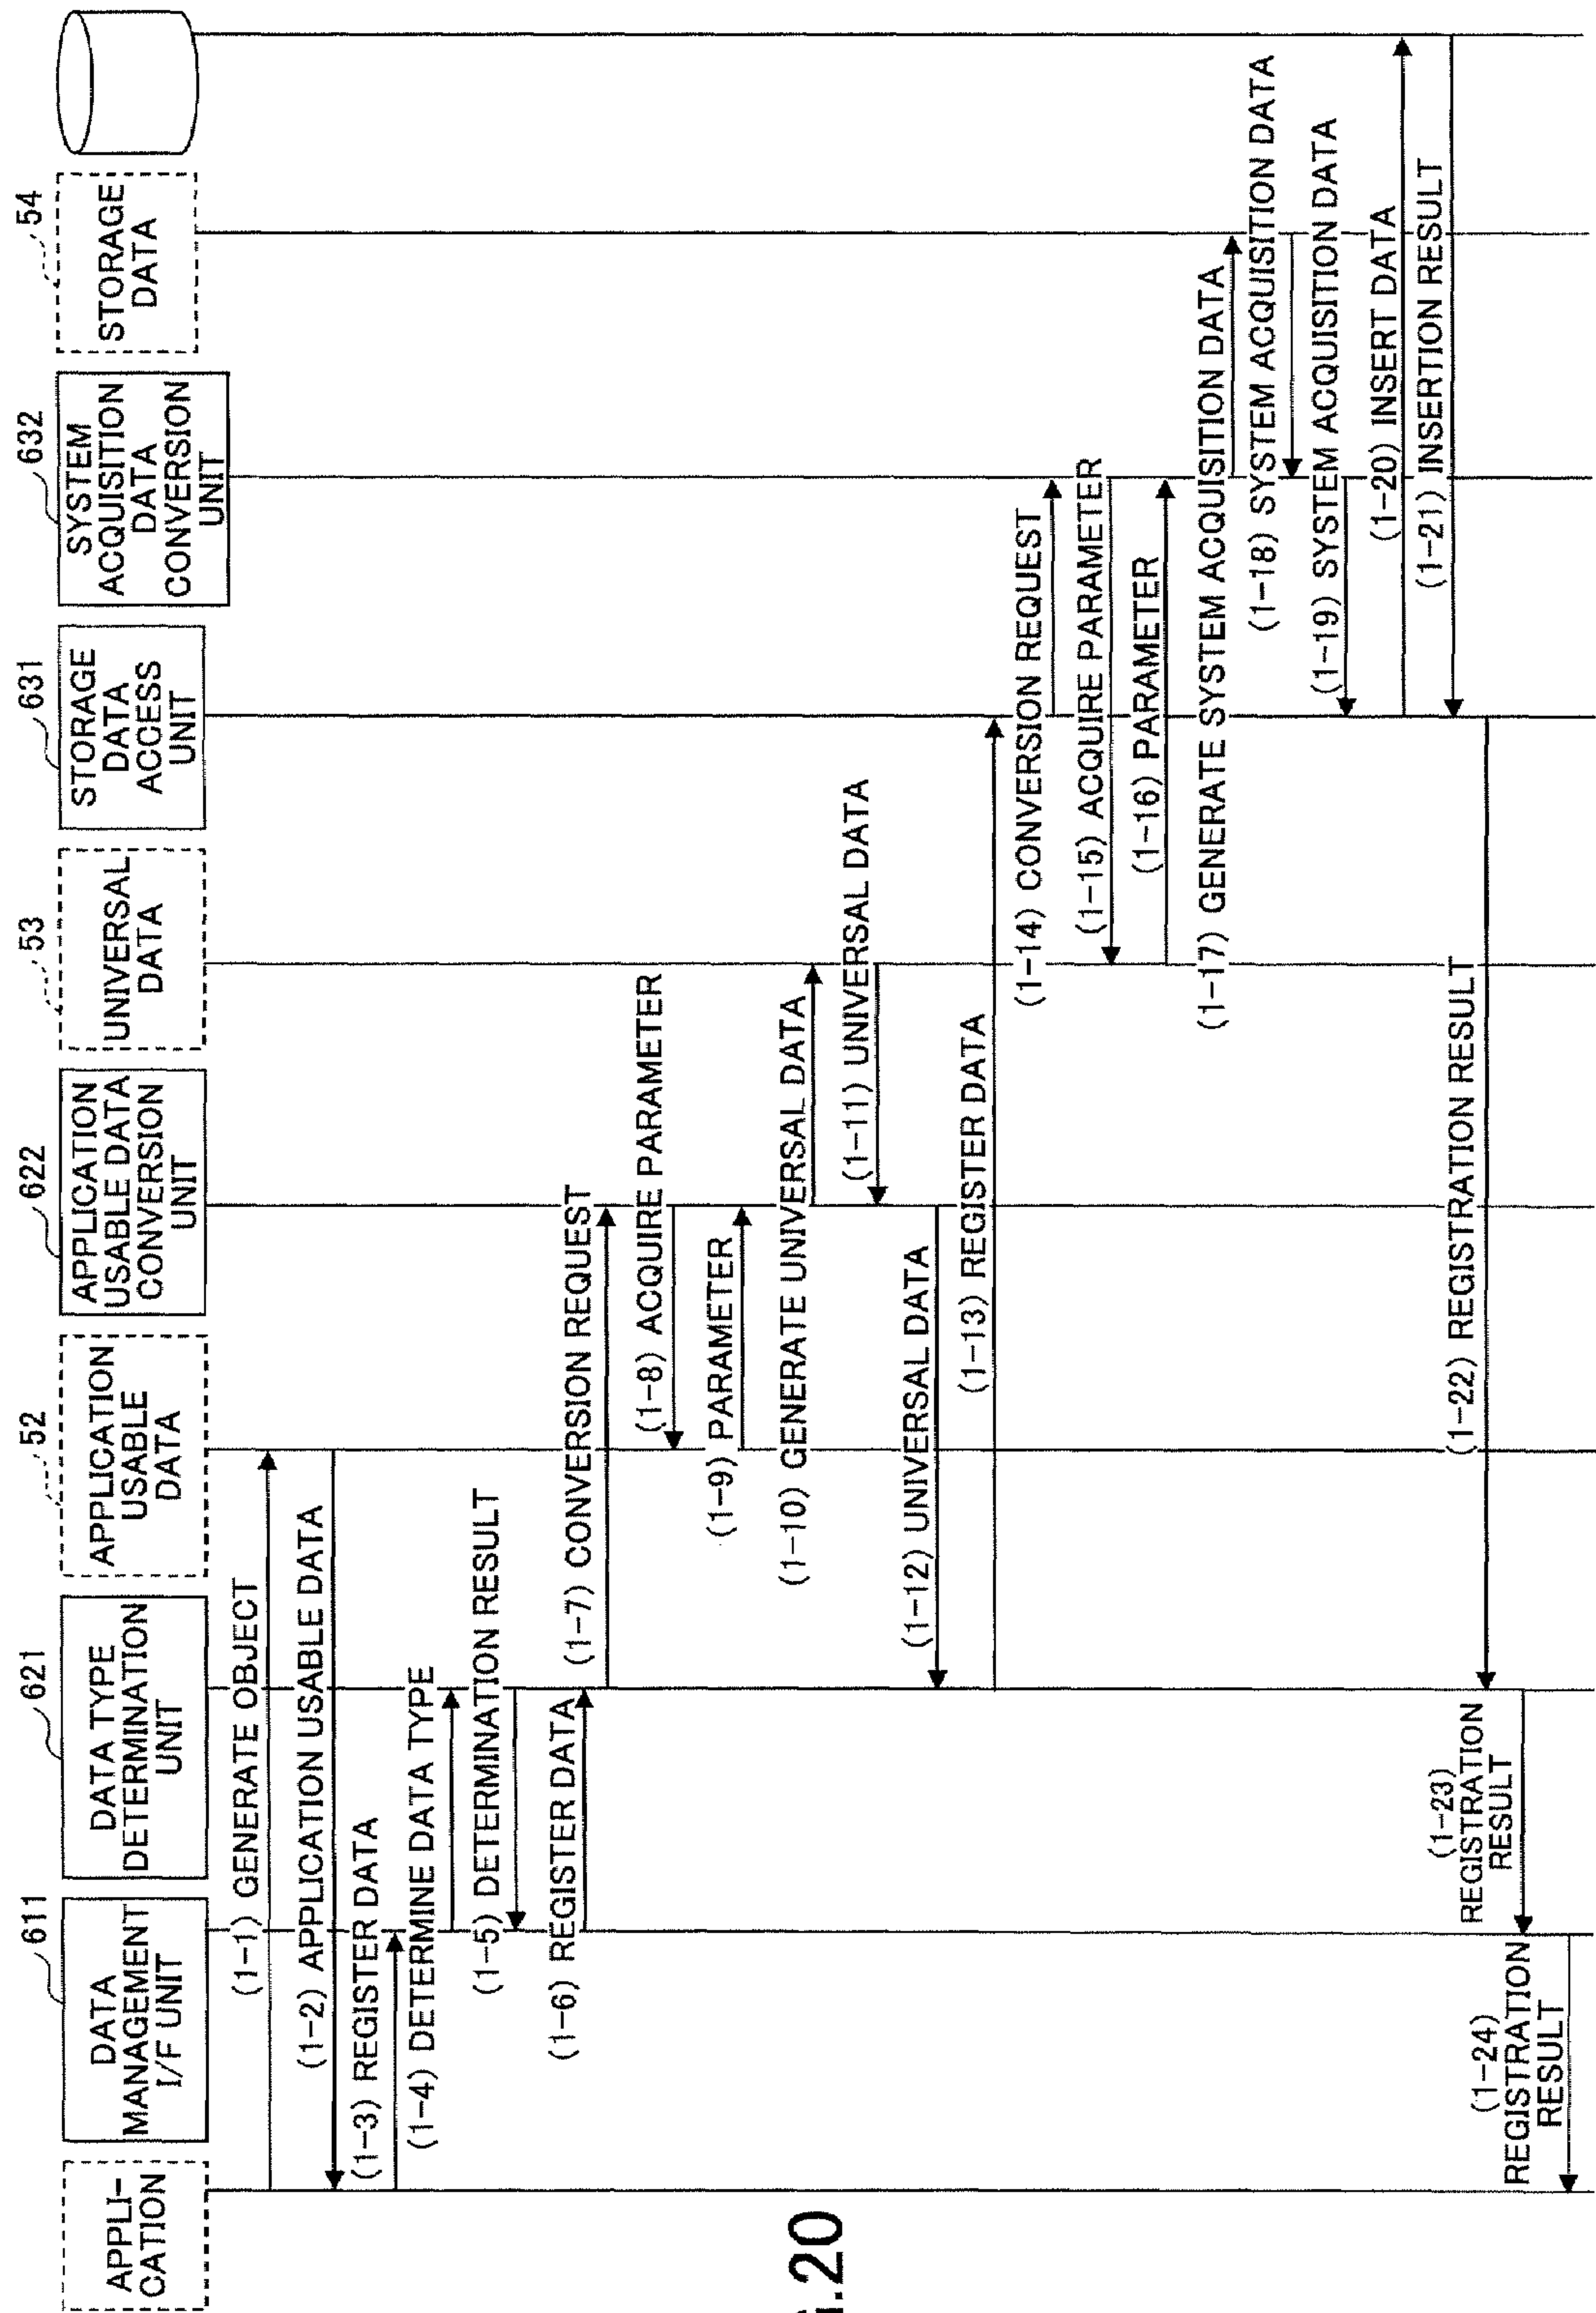 APPLI-
CATION
611
DATA
MANAGEMENT
I/F UNIT
621
DATA TYPE
DETERMINATION
UNIT
52
APPLICATION
USABLE
DATA
622
APPLICATION
USABLE DATA
CONVERSION
UNIT
53
UNIVERSAL
DATA
631
STORAGE
DATA
ACCESS
UNIT
632
SYSTEM
ACQUISITION
DATA
CONVERSION
UNIT
54
STORAGE
DATA
(1-1) GENERATE OBJECT
(1-2) APPLICATION USABLE DATA
(1-3) REGISTER DATA
(1-4) DETERMINE DATA TYPE
(1-5) DETERMINATION RESULT
(1-6) REGISTER DATA
(1-7) CONVERSION REQUEST
(1-8) ACQUIRE PARAMETER
(1-9) PARAMETER
(1-10) GENERATE UNIVERSAL DATA
(1-11) UNIVERSAL DATA
(1-12) UNIVERSAL DATA
(1-13) REGISTER DATA
(1-14) CONVERSION REQUEST
(1-15) ACQUIRE PARAMETER
(1-16) PARAMETER
(1-17) GENERATE SYSTEM ACQUISITION DATA
(1-18) SYSTEM ACQUISITION DATA
(1-19) SYSTEM ACQUISITION DATA
(1-20) INSERT DATA
(1-21) INSERTION RESULT
(1-22) REGISTRATION RESULT
(1-23)
REGISTRATION
RESULT
(1-24)
REGISTRATION
RESULT
.20